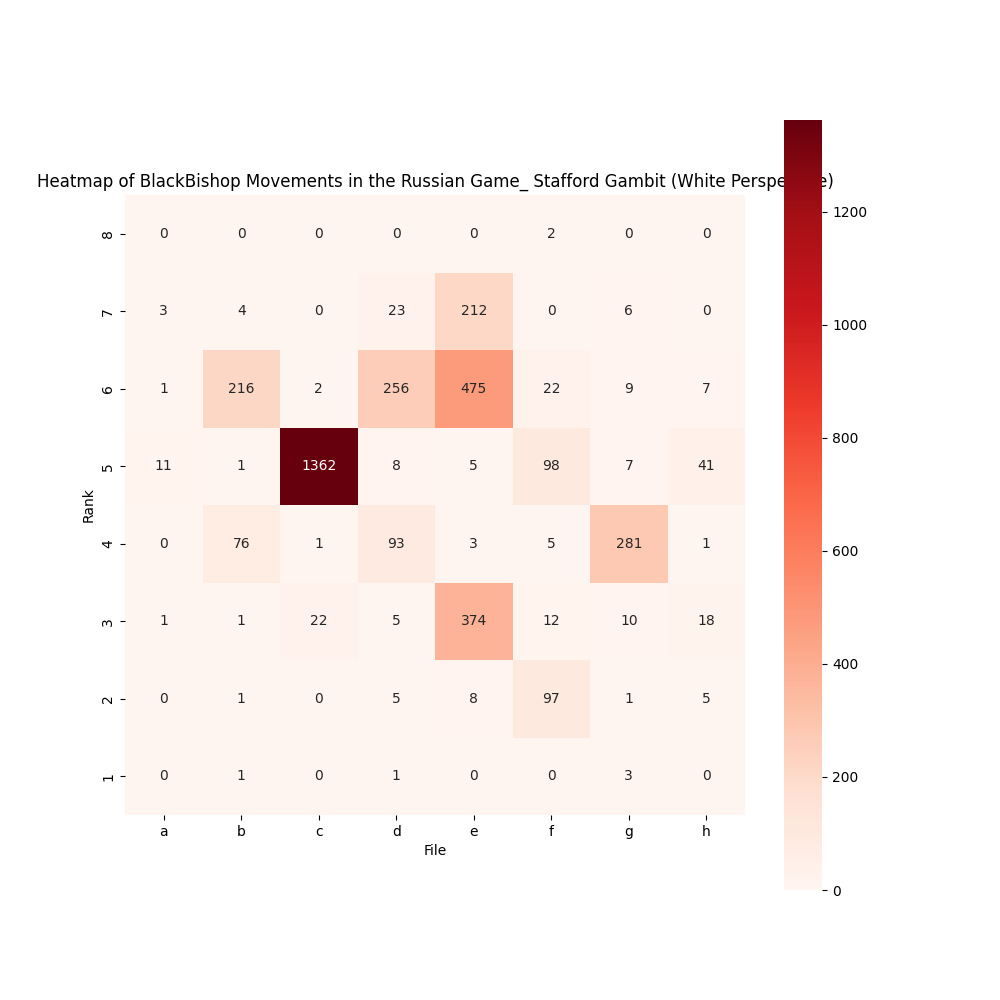 Heatmap of BlackBishop Movements in the Russian Game_ Stafford Gambit (White Perspe e)
8 0 0 0 0 0 2 0 0
1200
7 3 4 0 23 212 0 6 0
1000
6 1 216 2 256 475 22 9 7
800
5 11 1 1362 8 5 98 7 41
Rank
4 0 76 1 93 3 5 281 1
600
3 1 1 22 5 374 12 10 18
400
2 0 1 0 5 8 97 1 5
200
1 0 1 0 1 0 0 3 0
a b c d e f g h
File
0